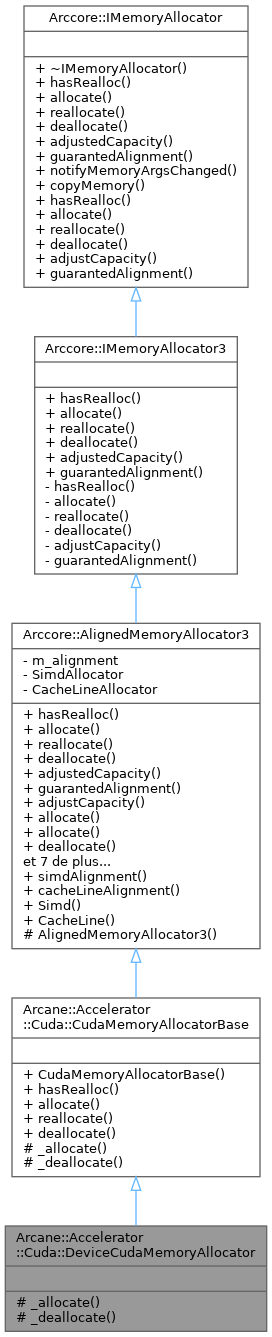 Arccore::IMemoryAllocator
+ ~IMemoryAllocator()
+ hasRealloc()
+ allocate()
+ reallocate()
+ deallocate()
+ adjustedCapacity()
+ guarantedAlignment()
+ notifyMemoryArgsChanged()
+ copyMemory()
+ hasRealloc()
+ allocate()
+ reallocate()
+ deallocate()
+ adjustCapacity()
+ guarantedAlignment()
Arccore::IMemoryAllocator3
+ hasRealloc()
+ allocate()
+ reallocate()
+ deallocate()
+ adjustedCapacity()
+ guarantedAlignment()
- hasRealloc()
- allocate()
- reallocate()
- deallocate()
- adjustCapacity()
- guarantedAlignment()
Arccore::AlignedMemoryAllocator3
- m_alignment
- SimdAllocator
- CacheLineAllocator
+ hasRealloc()
+ allocate()
+ reallocate()
+ deallocate()
+ adjustedCapacity()
+ guarantedAlignment()
+ adjustCapacity()
+ allocate()
+ allocate()
+ deallocate()
et 7 de plus...
+ simdAlignment()
+ cacheLineAlignment()
+ Simd()
+ CacheLine()
# AlignedMemoryAllocator3()
Arcane::Accelerator
::Cuda::CudaMemoryAllocatorBase
+ CudaMemoryAllocatorBase()
+ hasRealloc()
+ allocate()
+ reallocate()
+ deallocate()
# _allocate()
# _deallocate()
Arcane::Accelerator
::Cuda::DeviceCudaMemoryAllocator
# _allocate()
# _deallocate()